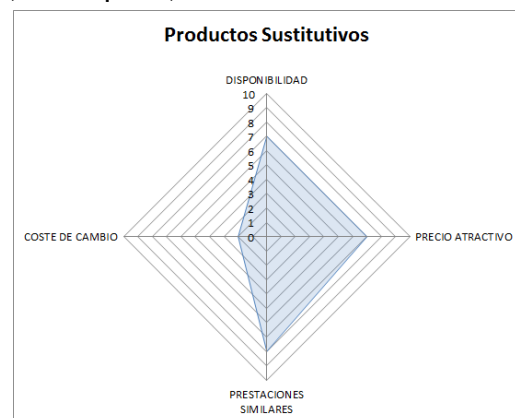 Productos Sustitutivos
DISPONIBILIDAD
10
9
8
7
6
5
4
3
2
1
0
COSTE DE CAMBIO
PRECIO ATRACTIVO
PRESTACIONES
SIMILARES